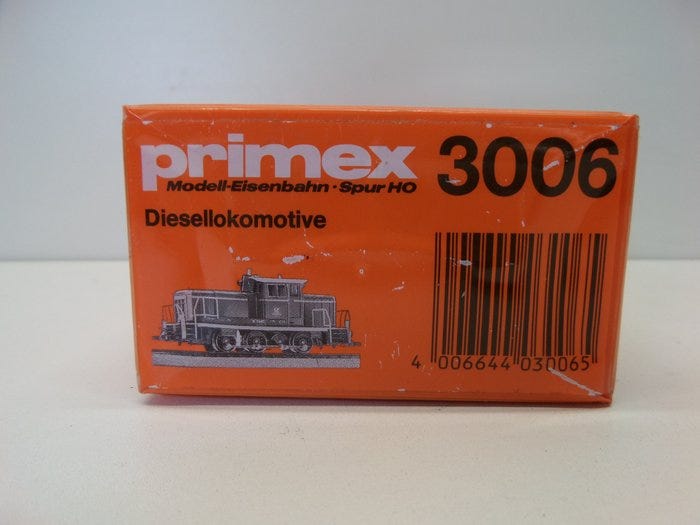 primex 3006
Modell-Eisenbahn · Spur HO
Diesellokomotive
4 006644 030065